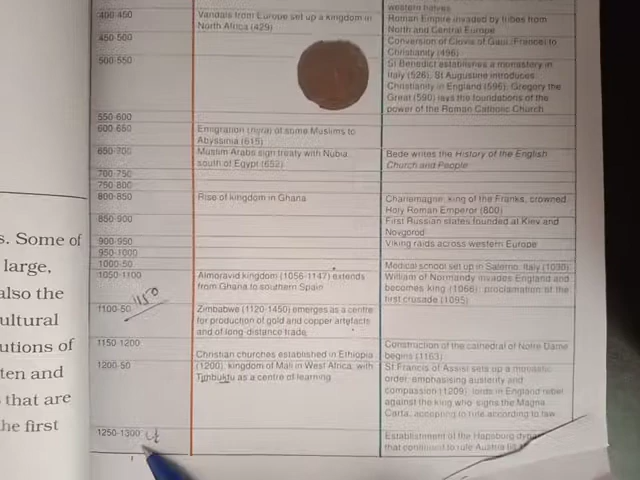 s. Some of
large,
also the
ultural
utions of
ten and
s that are
he first
western halves
400-450
Vandals from Europe set up a kingdom in
North Africa (429)
Roman Empire invaded by tribes from
North and Central Europe
450-500
Conversion of Clovis of Gaul (France) to
Christianity (496)
500-550
St Benedict establishes a monastery in
Italy (526), St Augustine introduces
Christianity in England (596), Gregory the
Great (590) lays the foundations of the
power of the Roman Catholic Church
550-600
600-650
Emigration (hijra) of some Muslims to
Abyssinia (615)
650-700
Muslim Arabs sign treaty with Nubia,
south of Egypt (652)
Bede writes the History of the English
Church and People
700-750
750-800
800-850
Rise of kingdom in Ghana
Charlemagne, king of the Franks, crowned
Holy Roman Emperor (800)
850-900
First Russian states founded at Kiev and
Novgorod
900-950
Viking raids across western Europe
950-1000
1000-50
Medical school set up in Salerno, Italy (1030)
1050-1100
Almoravid kingdom (1056-1147) extends
from Ghana to southern Spain
William of Normandy invades England and
becomes king (1066); proclamation of the
first crusade (1095)
1150
1100-50
Zimbabwe (1120-1450) emerges as a centre
for production of gold and copper artefacts
and of long-distance trade
1150-1200
Construction of the cathedral of Notre Dame
begins (1163)
1200-50
Christian churches established in Ethiopia
(1200), kingdom of Mali in West Africa, with
Timbuktu as a centre of learning
St Francis of Assisi sets up a monastic
order, emphasising austerity and
compassion (1209); lords in England rebel
against the king who signs the Magna
Carta, accepting to rule according to law
1250-1300
Establishment of the Hapsburg
that continued to rule Austria